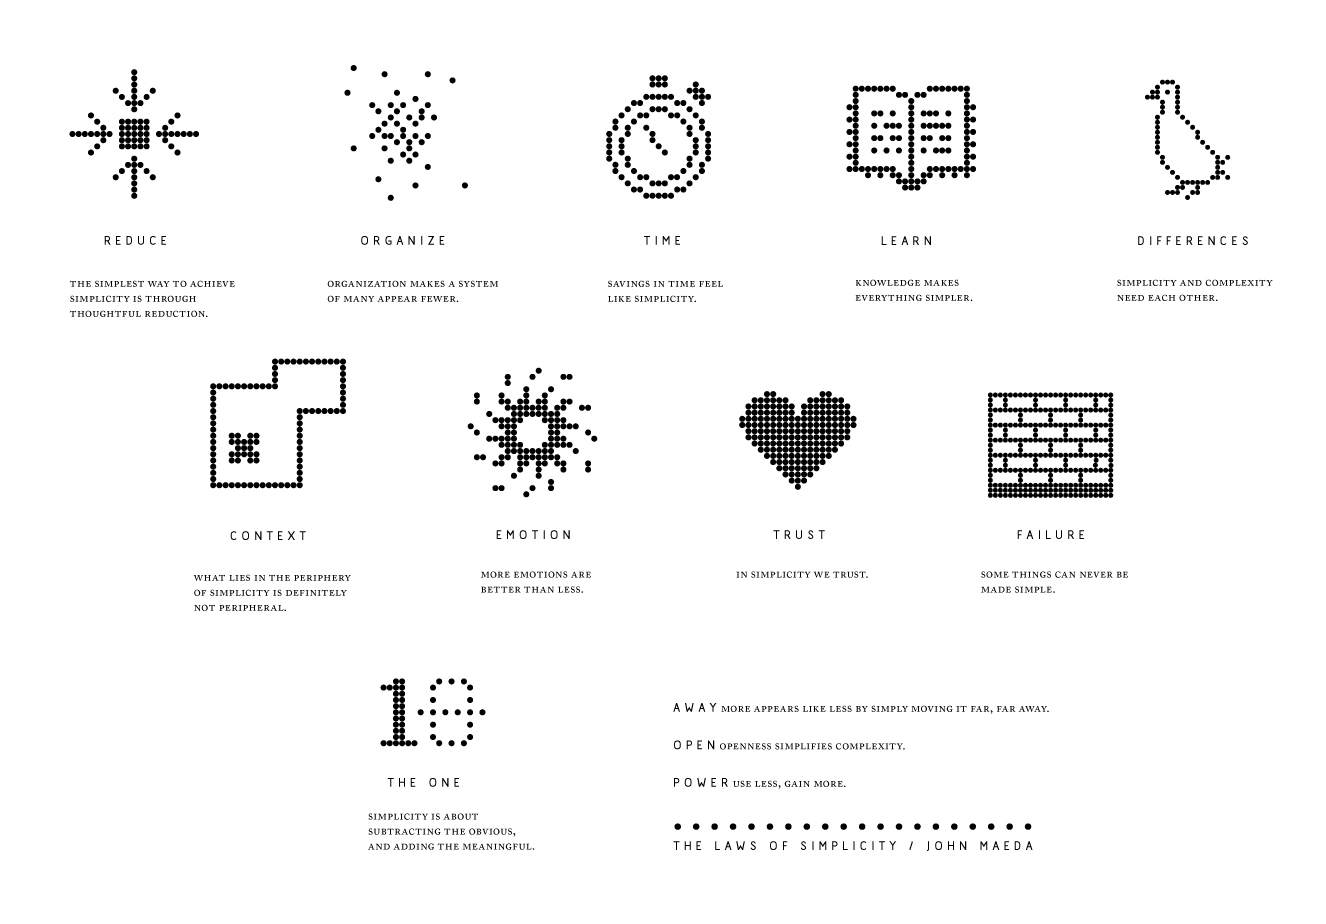 REDUCE
THE SIMPLEST WAY TO ACHIEVE
SIMPLICITY IS THROUGH
THOUGHTFUL REDUCTION.
ORGANIZE
ORGANIZATION MAKES A SYSTEM
OF MANY APPEAR FEWER.
TIME
SAVINGS IN TIME FEEL
LIKE SIMPLICITY.
LEARN
KNOWLEDGE MAKES
EVERYTHING SIMPLER.
DIFFERENCES
SIMPLICITY AND COMPLEXITY
NEED EACH OTHER.
CONTEXT
WHAT LIES IN THE PERIPHERY
OF SIMPLICITY IS DEFINITELY
NOT PERIPHERAL.
EMOTION
MORE EMOTIONS ARE
BETTER THAN LESS.
TRUST
IN SIMPLICITY WE TRUST.
FAILURE
SOME THINGS CAN NEVER BE
MADE SIMPLE.
10
THE ONE
SIMPLICITY IS ABOUT
SUBTRACTING THE OBVIOUS,
AND ADDING THE MEANINGFUL.
AWAY MORE APPEARS LIKE LESS BY SIMPLY MOVING IT FAR, FAR AWAY.
OPEN OPENNESS SIMPLIFIES COMPLEXITY.
POWER USE LESS, GAIN MORE.
THE LAWS OF SIMPLICITY / JOHN MAEDA